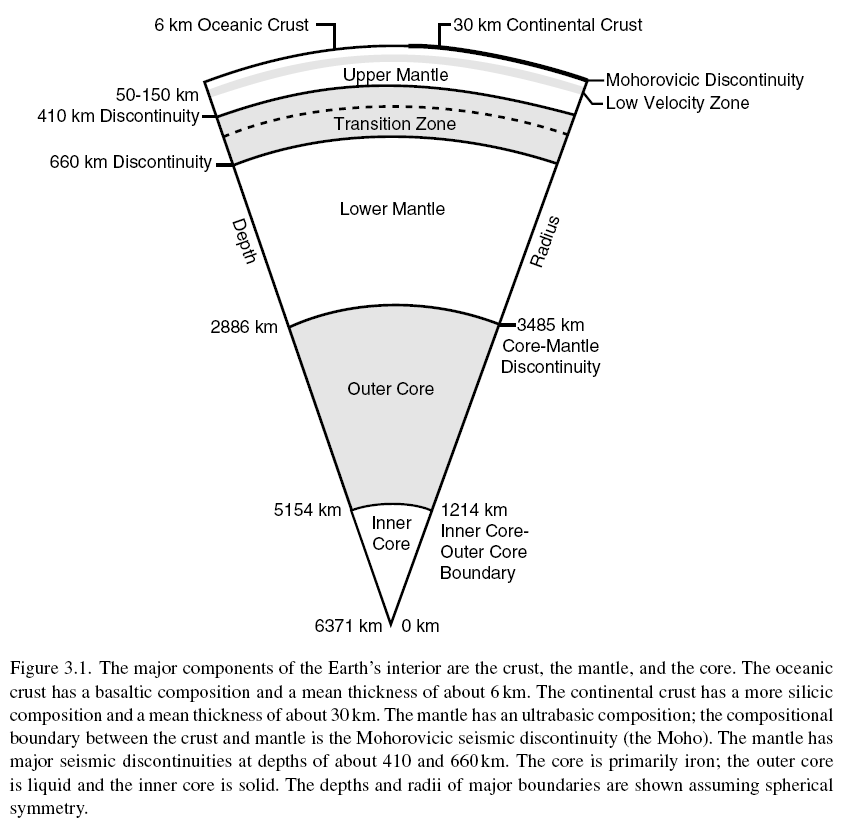 6 km Oceanic Crust
30 km Continental Crust
Upper Mantle
Mohorovicic Discontinuity
50-150 km
Low Velocity Zone
410 km Discontinuity
Transition Zone
660 km Discontinuity
Lower Mantle
Depth
Radius
2886 km
3485 km
Core-Mantle
Discontinuity
Outer Core
5154 km
1214 km
Inner Core-
Outer Core
Boundary
Inner
Core
6371 km
0 km
Figure 3.1. The major components of the Earth's interior are the crust, the mantle, and the core. The oceanic
crust has a basaltic composition and a mean thickness of about 6 km. The continental crust has a more silicic
composition and a mean thickness of about 30 km. The mantle has an ultrabasic composition; the compositional
boundary between the crust and mantle is the Mohorovicic seismic discontinuity (the Moho). The mantle has
major seismic discontinuities at depths of about 410 and 660 km. The core is primarily iron; the outer core
is liquid and the inner core is solid. The depths and radii of major boundaries are shown assuming spherical
symmetry.